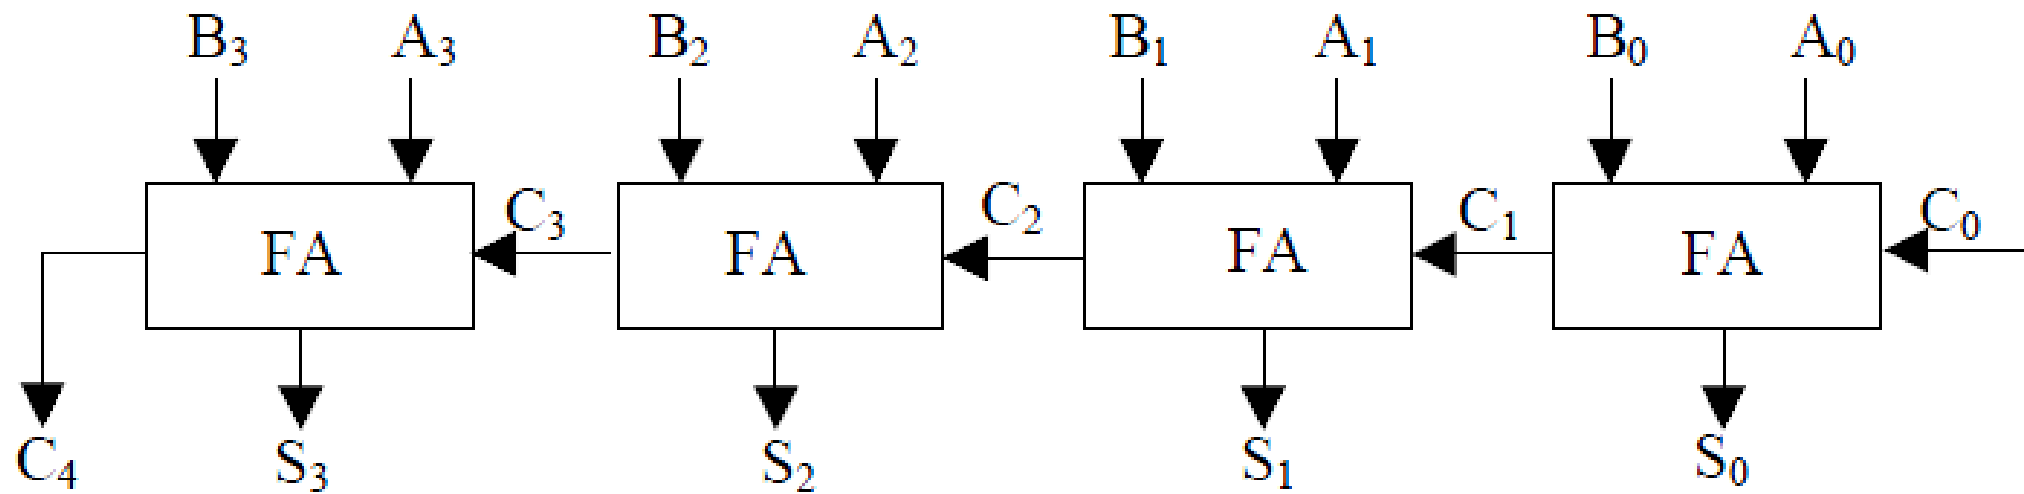 B₃ A₃ B₂ A₂ B₁ A₁ B₀ A₀
C₃ C₂ C₁ C₀
FA FA FA FA
C₄ S₃ S₂ S₁ S₀